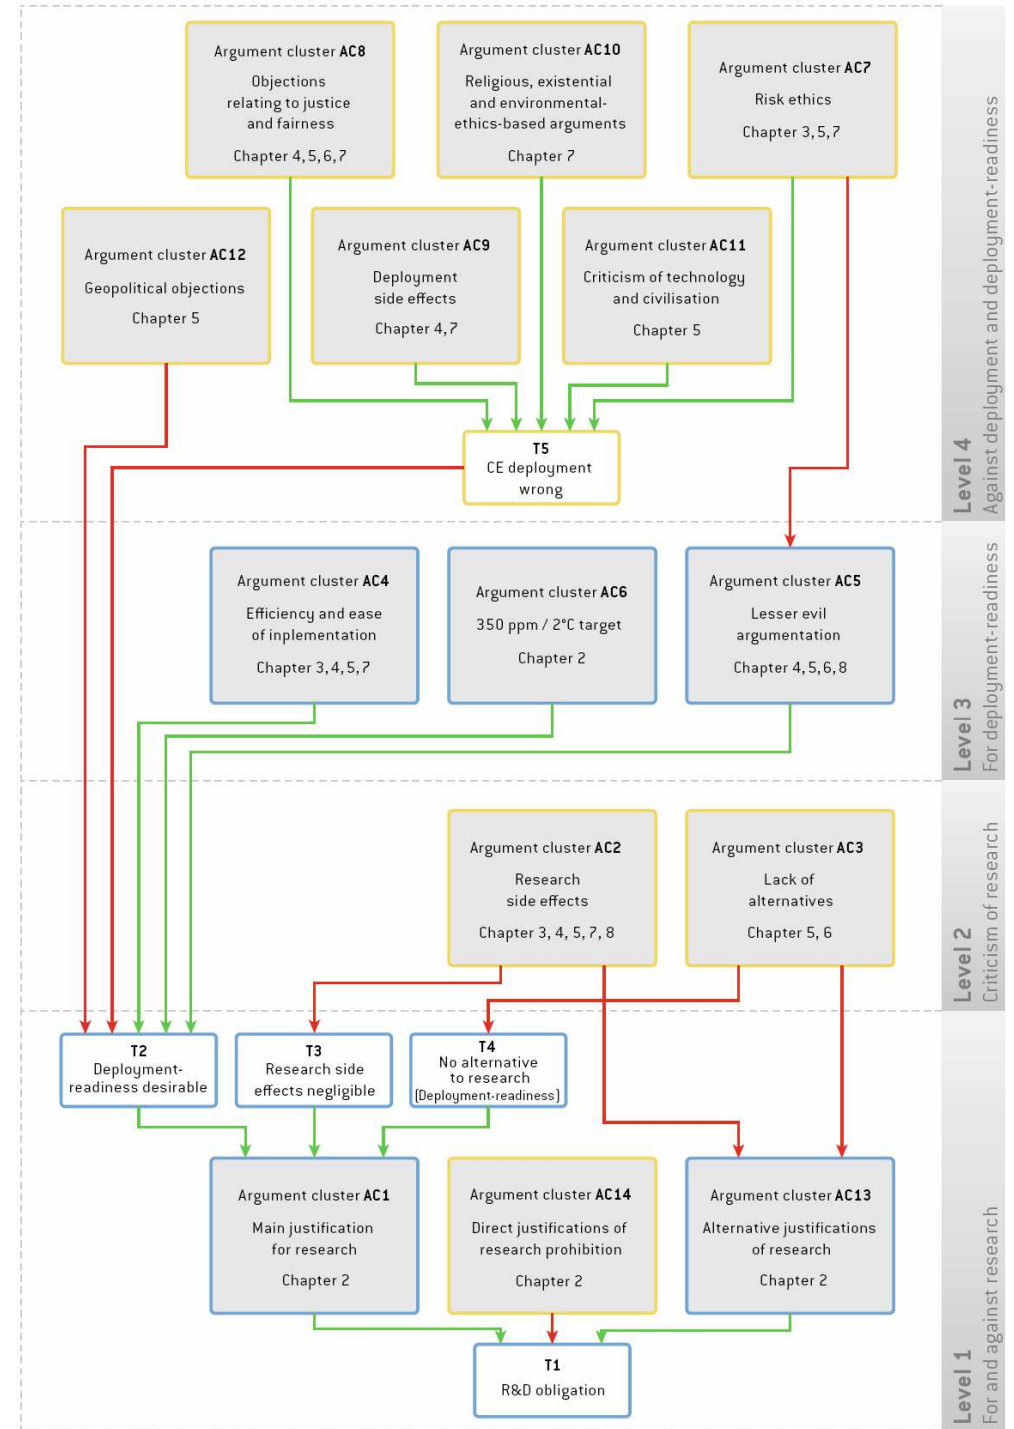 Argument cluster AC8
Objections
relating to justice
and fairness
Chapter 4, 5, 6, 7
Argument cluster AC10
Religious, existential
and environmental-
ethics-based arguments
Chapter 7
Argument cluster AC7
Risk ethics
Chapter 3, 5, 7
Argument cluster AC12
Geopolitical objections
Chapter 5
Argument cluster AC9
Deployment
side effects
Chapter 4, 7
Argument cluster AC11
Criticism of technology
and civilisation
Chapter 5
T5
CE deployment
wrong
Level 4
Against deployment and deployment-readiness
Argument cluster AC4
Efficiency and ease
of inplementation
Chapter 3, 4, 5, 7
Argument cluster AC6
350 ppm / 2°C target
Chapter 2
Argument cluster AC5
Lesser evil
argumentation
Chapter 4, 5, 6, 8
Level 3
For deployment-readiness
Argument cluster AC2
Research
side effects
Chapter 3, 4, 5, 7, 8
Argument cluster AC3
Lack of
alternatives
Chapter 5, 6
Level 2
Criticism of research
T2
Deployment-
readiness desirable
T3
Research side
effects negligible
T4
No alternative
to research
(Deployment-readiness)
Argument cluster AC1
Main justification
for research
Chapter 2
Argument cluster AC14
Direct justifications of
research prohibition
Chapter 2
Argument cluster AC13
Alternative justifications
of research
Chapter 2
T1
R&D obligation
Level 1
For and against research